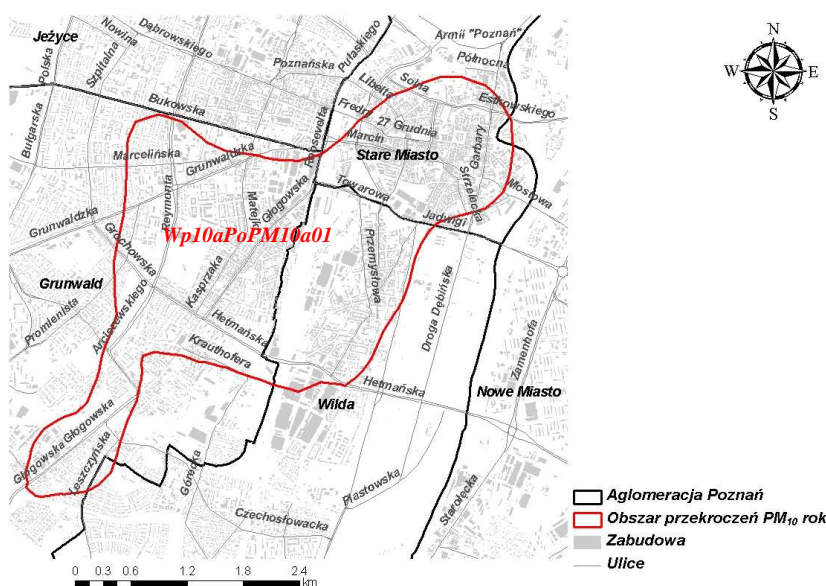 Jeżyce
Polska
Nowina
Szpitalna
Dąbrowskiego
Poznańska
Pułaskiego
Armii "Poznań"
Północna
Libelta
Solna
Bukowska
Fredry
27 Grudnia
Estkowskiego
Bułgarska
Marcin
Roosevelta
Garbary
Marcelińska
Grunwaldzka
Stare Miasto
Strzelecka
Mostowa
Towarowa
Reymonta
Matejki
Głogowska
Jadwigi
Grunwaldzka
Wp10aPoPM10a01
Grochowska
Przemysłowa
Grunwald
Kasprzaka
Droga Dębińska
Promienista
Arciszewskiego
Hetmańska
Krauthofera
Zamenhofa
Hetmańska
Nowe Miasto
Wilda
Głogowska
Głogowska
Leszczyńska
Górecka
Piastowska
Starołęcka
Czechosłowacka
N
W E
S
Aglomeracja Poznań
Obszar przekroczeń PM10 rok
Zabudowa
Ulice
0 0.3 0.6 1.2 1.8 2.4
km